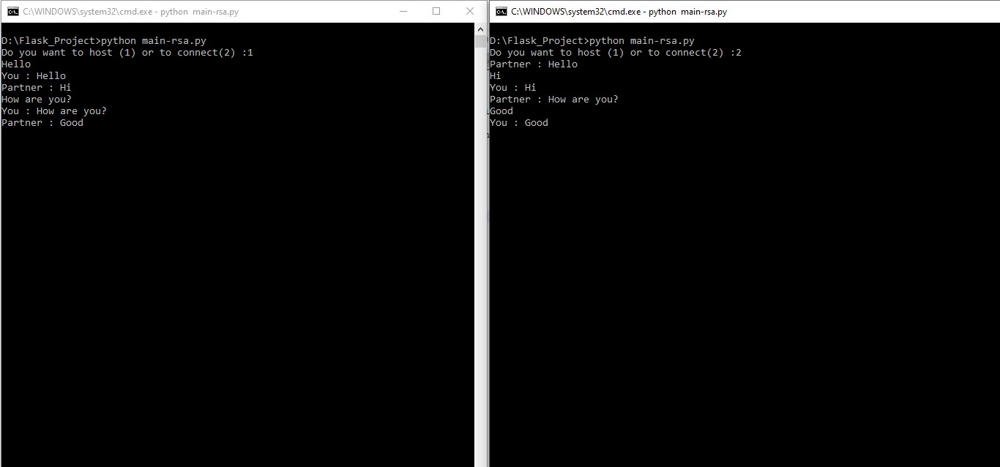 C:\WINDOWS\system32\cmd.exe - python  main-rsa.py
D:\Flask_Project>python main-rsa.py
Do you want to host (1) or to connect(2) :1
Hello
You : Hello
Partner : Hi
How are you?
You : How are you?
Partner : Good
C:\WINDOWS\system32\cmd.exe - python  main-rsa.py
D:\Flask_Project>python main-rsa.py
Do you want to host (1) or to connect(2) :2
Partner : Hello
Hi
You : Hi
Partner : How are you?
Good
You : Good